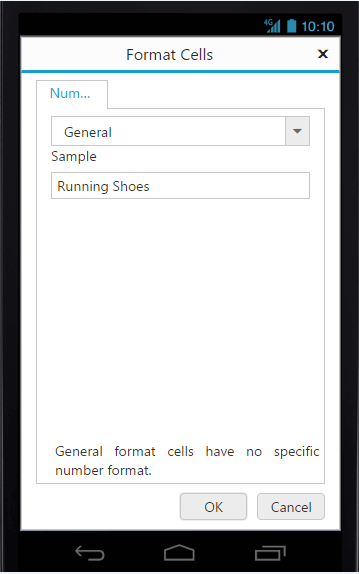 4G 10:10
Format Cells
Num...
General
Sample
Running Shoes
General format cells have no specific
number format.
OK Cancel